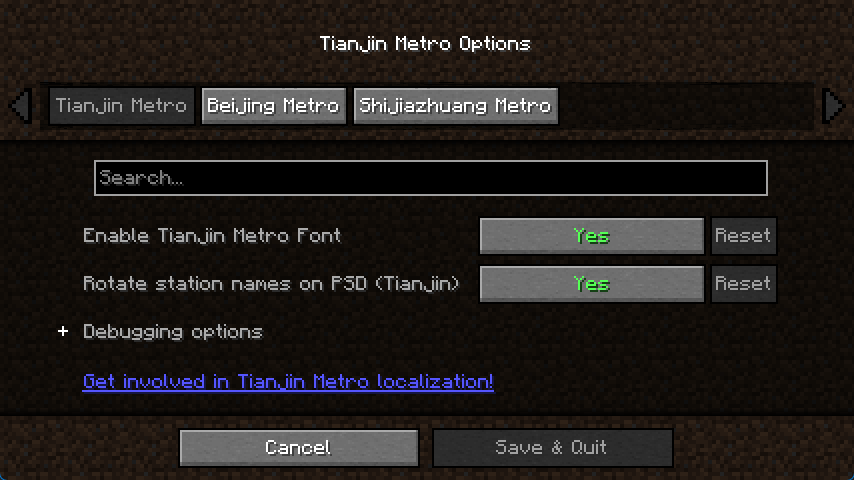 Tianjin Metro Options
Tianjin Metro Beijing Metro Shijiazhuang Metro
Search...
Enable Tianjin Metro Font Yes Reset
Rotate station names on PSD (Tianjin) Yes Reset
+ Debugging options
Get involved in Tianjin Metro localization!
Cancel Save & Quit